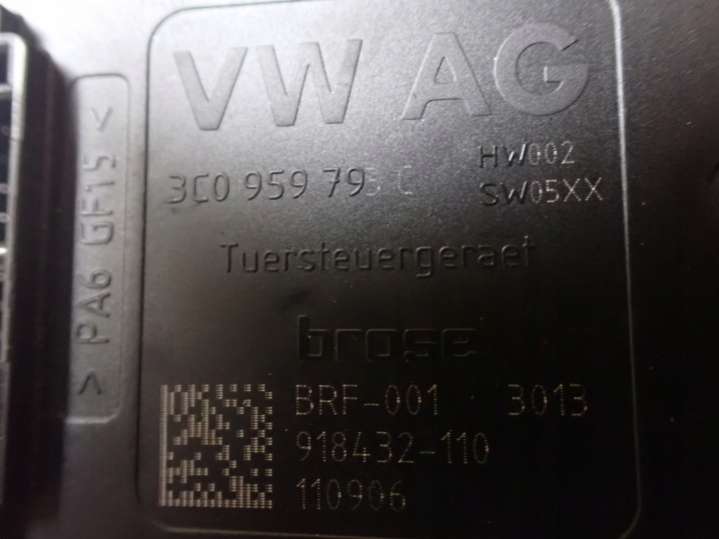 VW AG
3C0 959 79
HW002
SW05XX
Tuersteuergeraet
brose
BRF-001 3013
918432-110
110906
> PA6 GF15 <